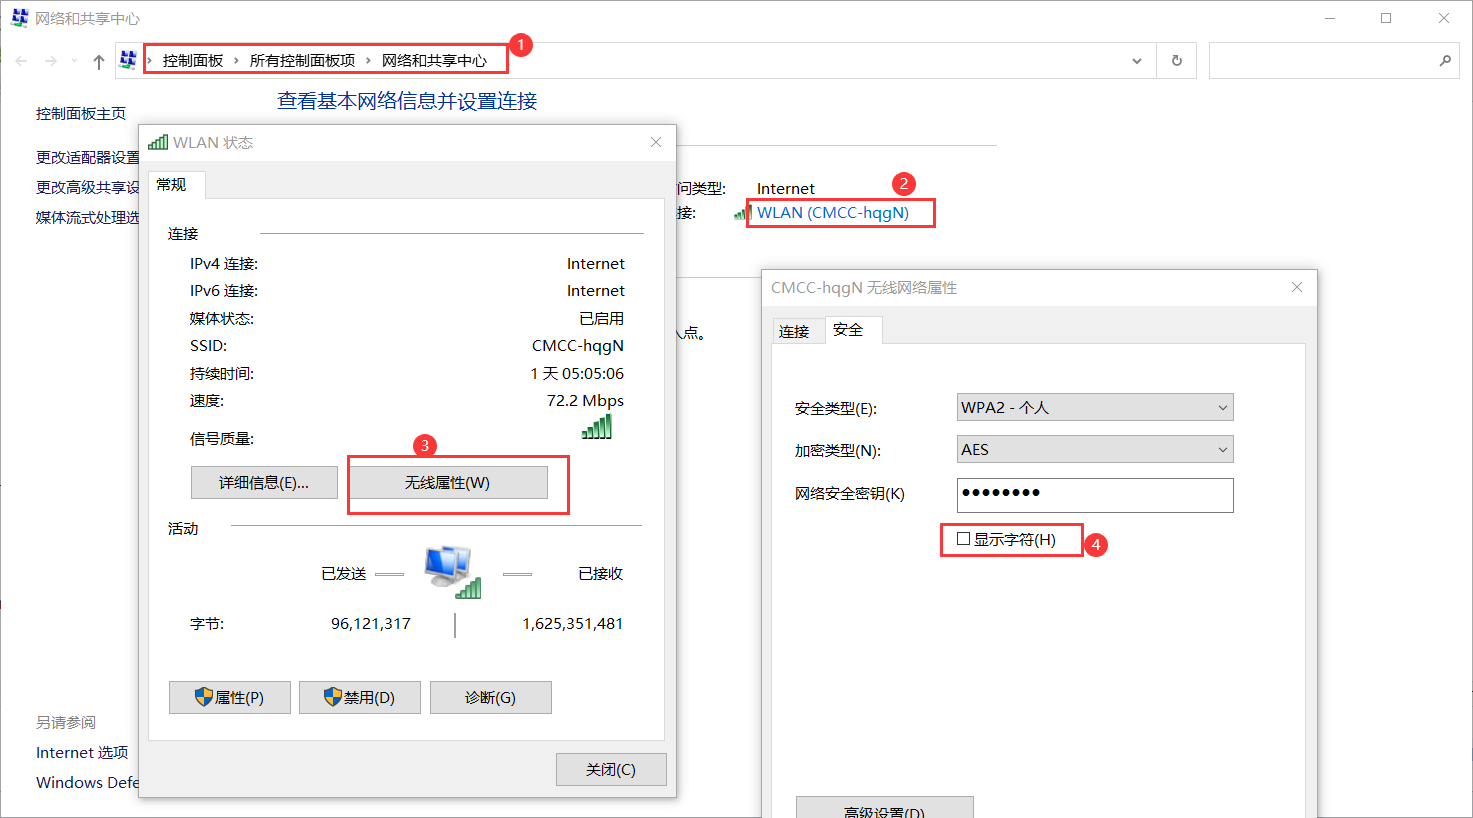 网络和共享中心
控制面板 › 所有控制面板项 › 网络和共享中心
1
控制面板主页
更改适配器设置
更改高级共享设
媒体流式处理选
另请参阅
Internet 选项
Windows Defe
查看基本网络信息并设置连接
问类型:
Internet
2
接:
WLAN (CMCC-hqgN)
入点。
WLAN 状态
常规
连接
IPv4 连接:
Internet
IPv6 连接:
Internet
媒体状态:
已启用
SSID:
CMCC-hqgN
持续时间:
1 天 05:05:06
速度:
72.2 Mbps
信号质量:
3
详细信息(E)...
无线属性(W)
活动
已发送
已接收
字节:
96,121,317
1,625,351,481
属性(P)
禁用(D)
诊断(G)
关闭(C)
CMCC-hqgN 无线网络属性
连接
安全
安全类型(E):
WPA2 - 个人
加密类型(N):
AES
网络安全密钥(K)
●●●●●●●●
显示字符(H)
4
高级设置(D)